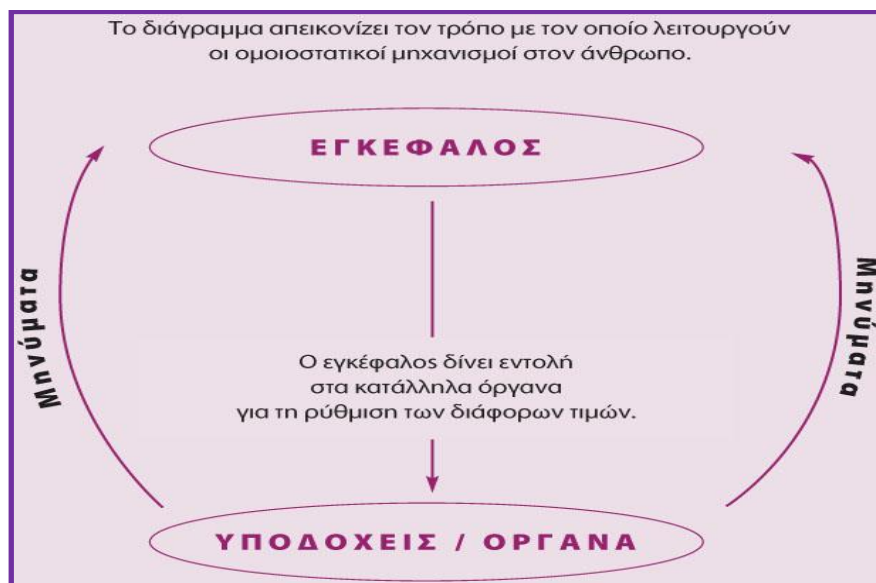 Το διάγραμμα απεικονίζει τον τρόπο με τον οποίο λειτουργούν
οι ομοιοστατικοί μηχανισμοί στον άνθρωπο.
ΕΓΚΕΦΑΛΟΣ
Μηνύματα
Μηνύματα
Ο εγκέφαλος δίνει εντολή
στα κατάλληλα όργανα
για τη ρύθμιση των διάφορων τιμών.
ΥΠΟΔΟΧΕΙΣ / ΟΡΓΑΝΑ